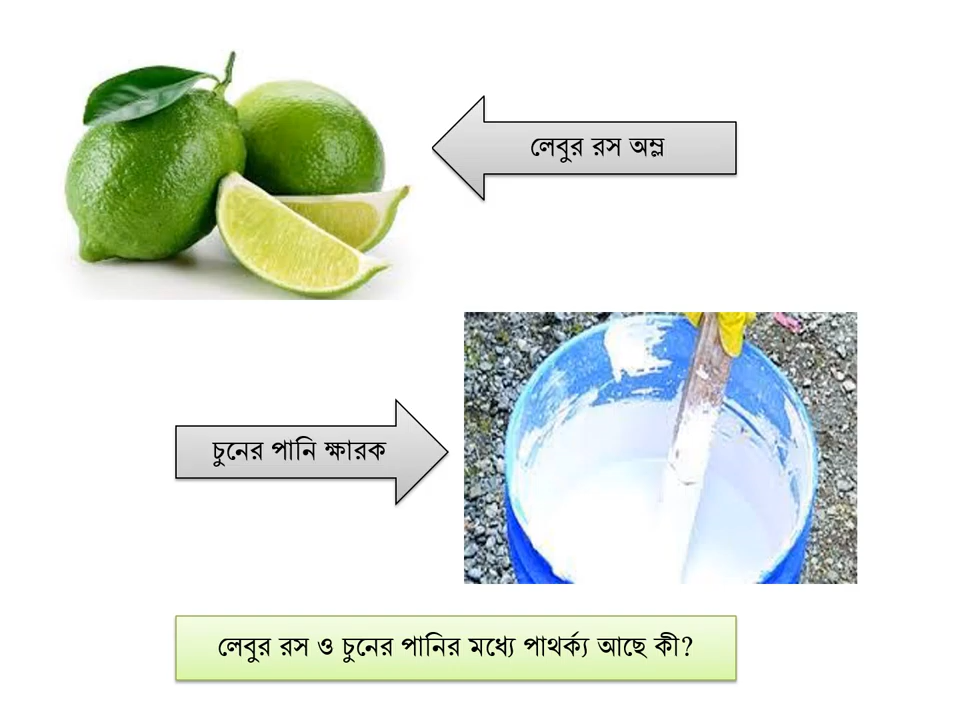 লেবুর রস অম্ল
চুনের পানি ক্ষারক
লেবুর রস ও চুনের পানির মধ্যে পাথর্ক্য আছে কী?